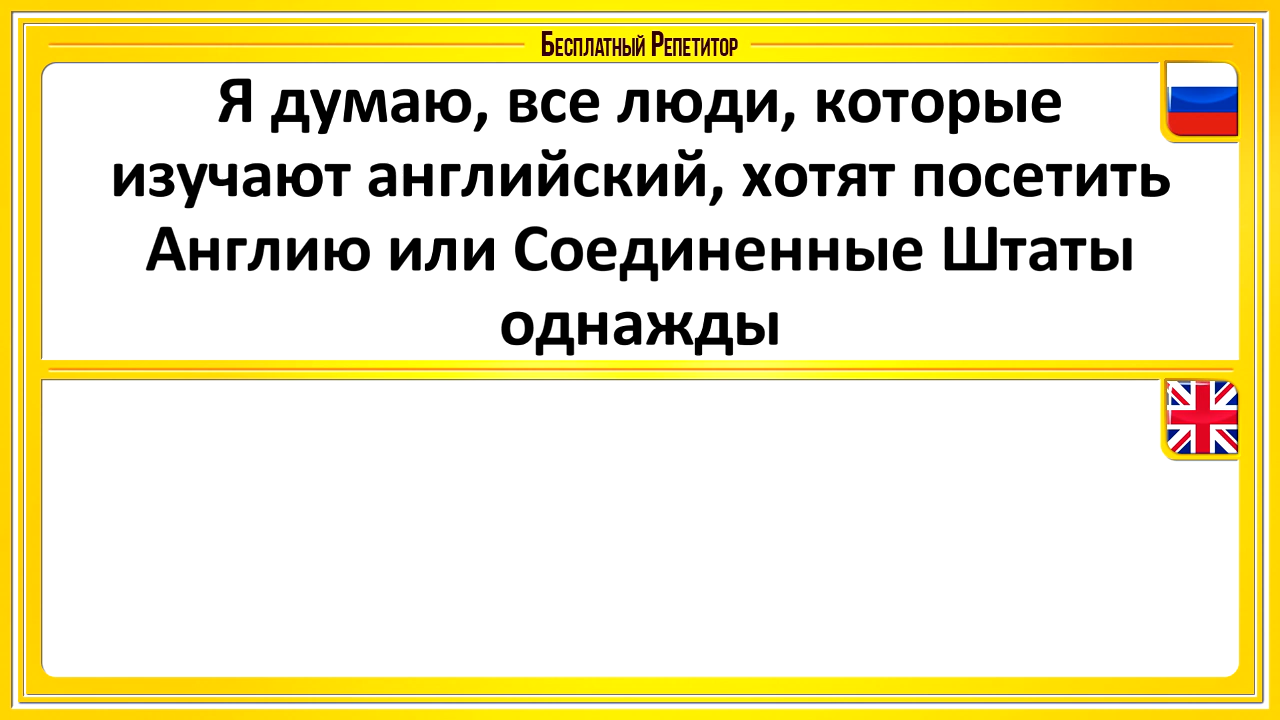 Бесплатный Репетитор
Я думаю, все люди, которые
изучают английский, хотят посетить
Англию или Соединенные Штаты
однажды